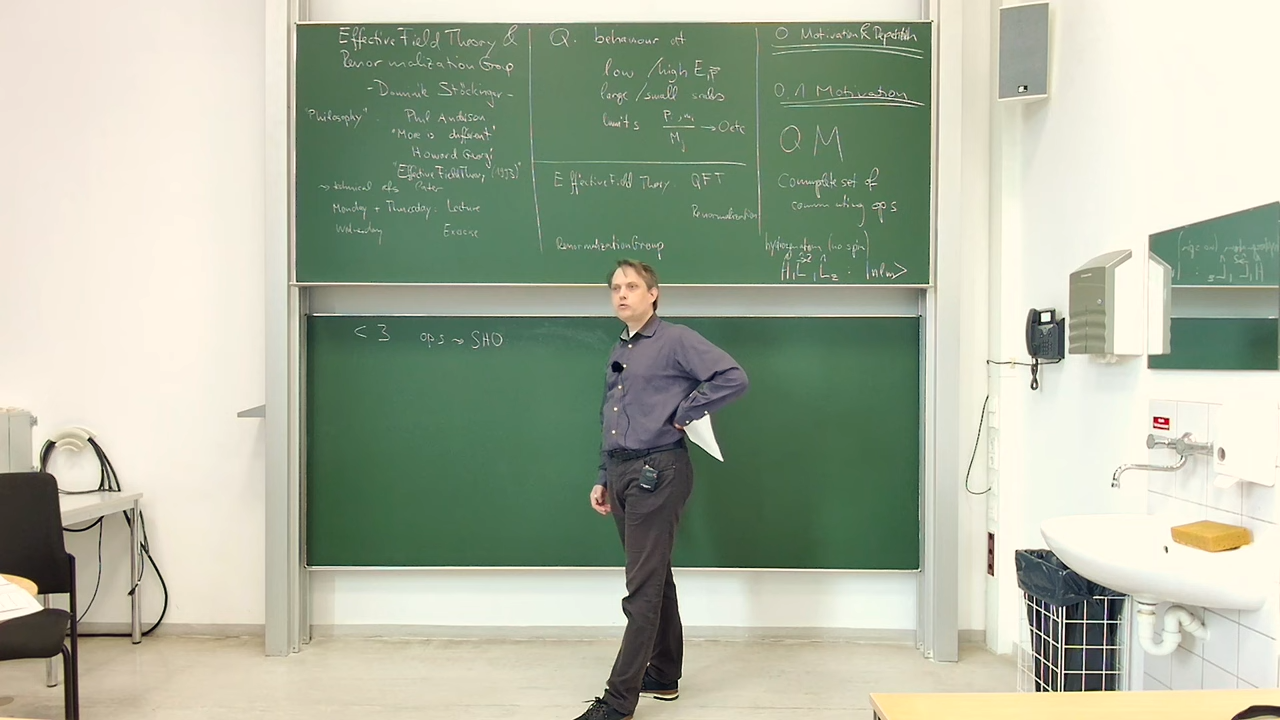 Effective Field Theory &
Renormalization Group
- Dominik Stöckinger -
"Philosophy" Phil Anderson
"More is different"
Howard Georgi
"Effective Field Theory" (1993)
Monday + Thursday: Lecture
Wednesday Exercise
Q. behaviour at
low / high E, p⃗
large / small scales
limits
M_j
Effective Field Theory: QFT
Renormalization
Renormalization Group
0 Motivation & Repetition
0.1 Motivation
QM
Complete set of
commuting ops
hydrogen atom (no spin)
Ĥ, L̂², L̂_z : |nlm>
< 3 ops ~ SHO